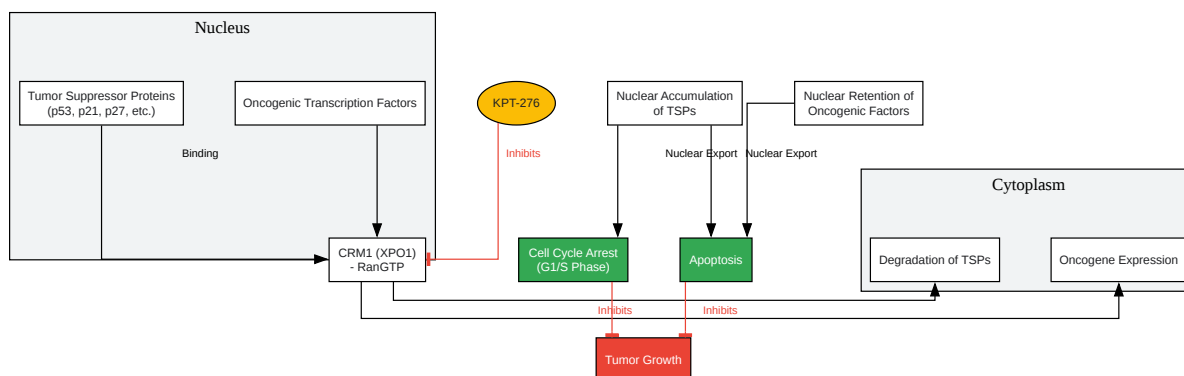 Nucleus
Tumor Suppressor Proteins
(p53, p21, p27, etc.)
Oncogenic Transcription Factors
KPT-276
Nuclear Accumulation
of TSPs
Nuclear Retention of
Oncogenic Factors
Binding
Inhibits
Nuclear Export
Nuclear Export
Cytoplasm
CRM1 (XPO1)
- RanGTP
Cell Cycle Arrest
(G1/S Phase)
Apoptosis
Degradation of TSPs
Oncogene Expression
Inhibits
Inhibits
Tumor Growth